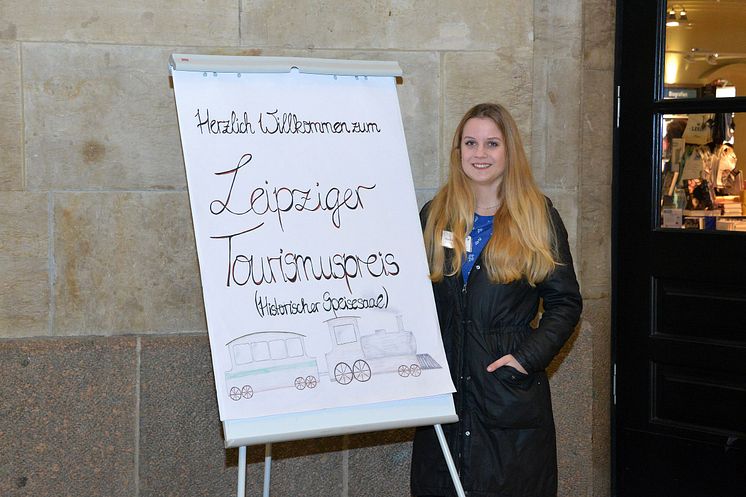 Herzlich Willkommen zum
Leipziger
Tourismuspreis
(Historischer Speisesaal)